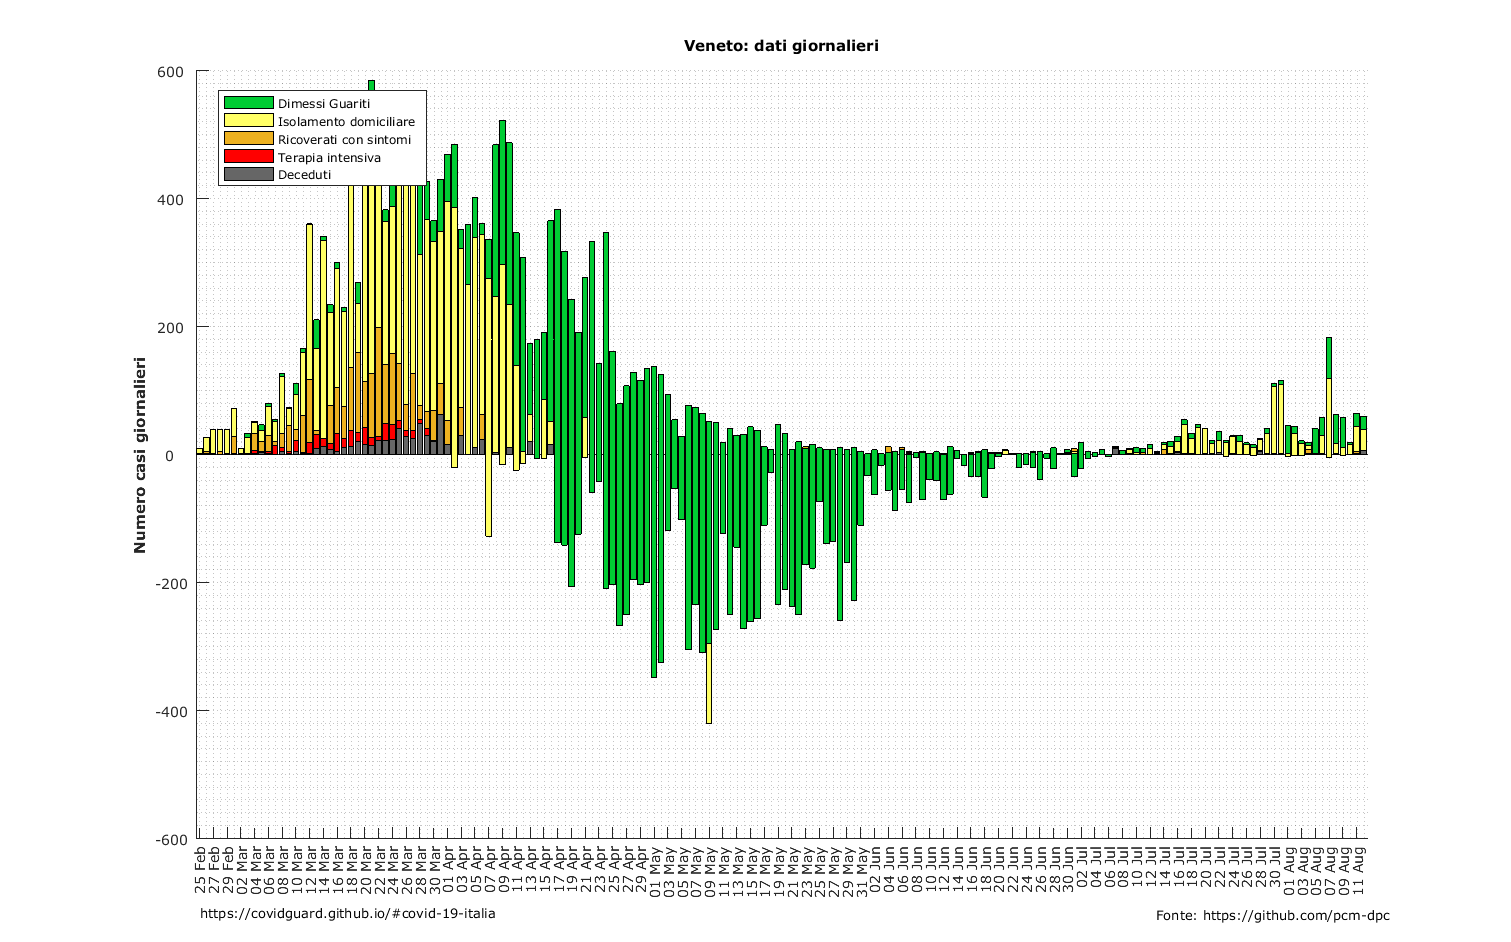 Veneto: dati giornalieri
600
400
200
0
-200
-400
-600
Numero casi giornalieri
Dimessi Guariti
Isolamento domiciliare
Ricoverati con sintomi
Terapia intensiva
Deceduti
25 Feb
27 Feb
29 Feb
02 Mar
04 Mar
06 Mar
08 Mar
10 Mar
12 Mar
14 Mar
16 Mar
18 Mar
20 Mar
22 Mar
24 Mar
26 Mar
28 Mar
30 Mar
01 Apr
03 Apr
05 Apr
07 Apr
09 Apr
11 Apr
13 Apr
15 Apr
17 Apr
19 Apr
21 Apr
23 Apr
25 Apr
27 Apr
29 Apr
01 May
03 May
05 May
07 May
09 May
11 May
13 May
15 May
17 May
19 May
21 May
23 May
25 May
27 May
29 May
31 May
02 Jun
04 Jun
06 Jun
08 Jun
10 Jun
12 Jun
14 Jun
16 Jun
18 Jun
20 Jun
22 Jun
24 Jun
26 Jun
28 Jun
30 Jun
02 Jul
04 Jul
06 Jul
08 Jul
10 Jul
12 Jul
14 Jul
16 Jul
18 Jul
20 Jul
22 Jul
24 Jul
26 Jul
28 Jul
30 Jul
01 Aug
03 Aug
05 Aug
07 Aug
09 Aug
11 Aug
https://covidguard.github.io/#covid-19-italia
Fonte: https://github.com/pcm-dpc